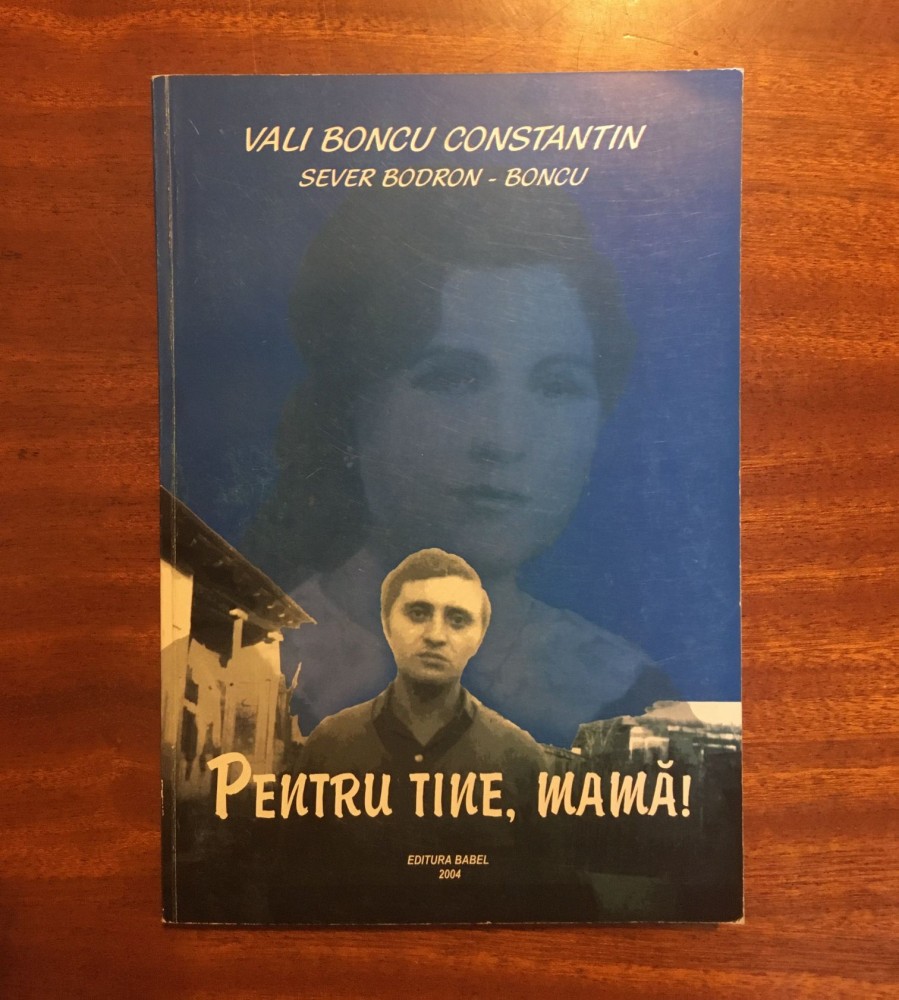 VALI BONCU CONSTANTIN
SEVER BODRON - BONCU
PENTRU TINE, MAMĂ!
EDITURA BABEL
2004